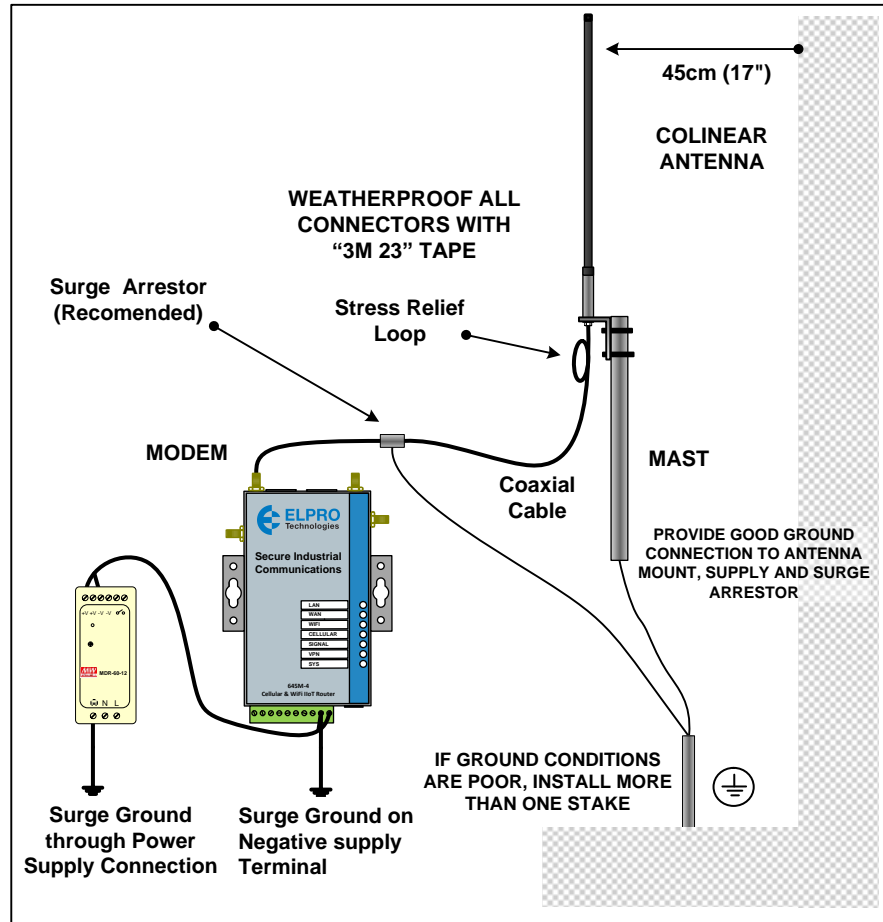 45cm (17")
COLINEAR
ANTENNA
WEATHERPROOF ALL
CONNECTORS WITH
“3M 23” TAPE
Surge Arrestor
(Recomended)
Stress Relief
Loop
MODEM
MAST
Coaxial
Cable
ELPRO
Technologies
Secure Industrial
Communications
LAN
WAN
WIFI
CELLULAR
SIGNAL
VPN
SYS
645M-4
Cellular & WiFi IIoT Router
PROVIDE GOOD GROUND
CONNECTION TO ANTENNA
MOUNT, SUPPLY AND SURGE
ARRESTOR
+V +V -V -V
MW
MDR-60-12
N L
IF GROUND CONDITIONS
ARE POOR, INSTALL MORE
THAN ONE STAKE
Surge Ground
through Power
Supply Connection
Surge Ground on
Negative supply
Terminal